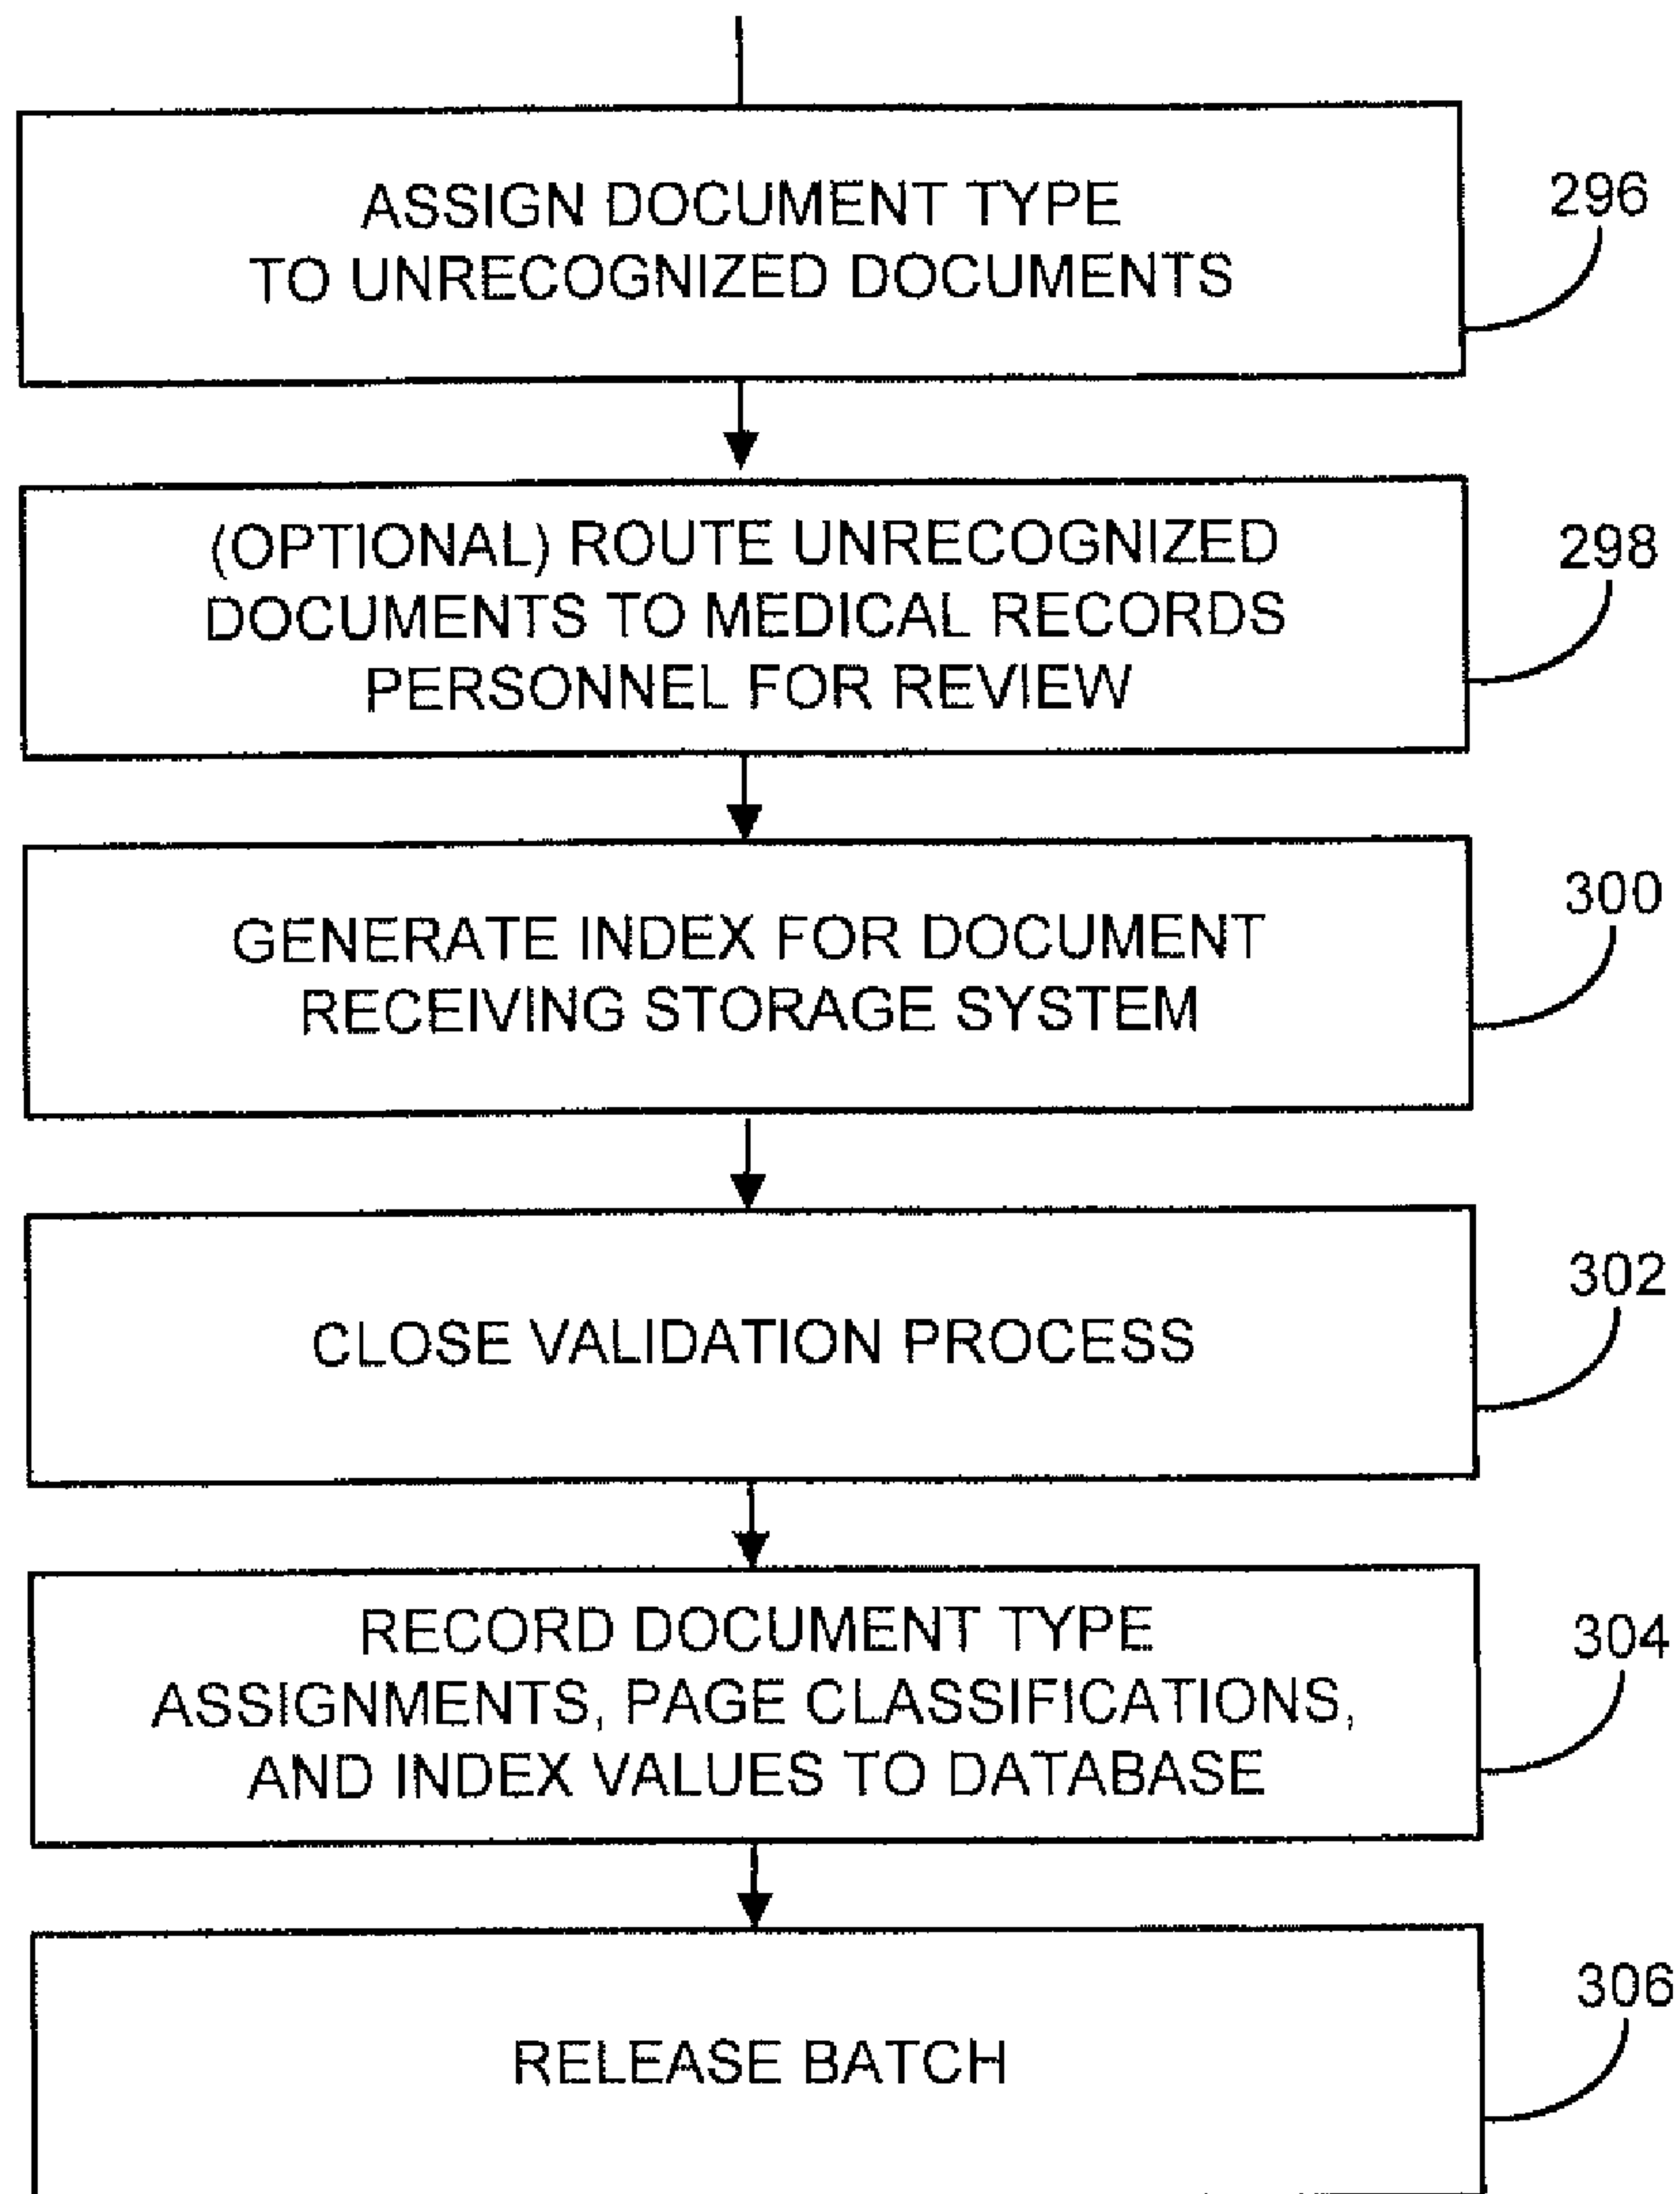 ASSIGN DOCUMENT TYPE
TO UNRECOGNIZED DOCUMENTS
296
(OPTIONAL) ROUTE UNRECOGNIZED
DOCUMENTS TO MEDICAL RECORDS
PERSONNEL FOR REVIEW
298
GENERATE INDEX FOR DOCUMENT
RECEIVING STORAGE SYSTEM
300
CLOSE VALIDATION PROCESS
302
RECORD DOCUMENT TYPE
ASSIGNMENTS, PAGE CLASSIFICATIONS,
AND INDEX VALUES TO DATABASE
304
RELEASE BATCH
306